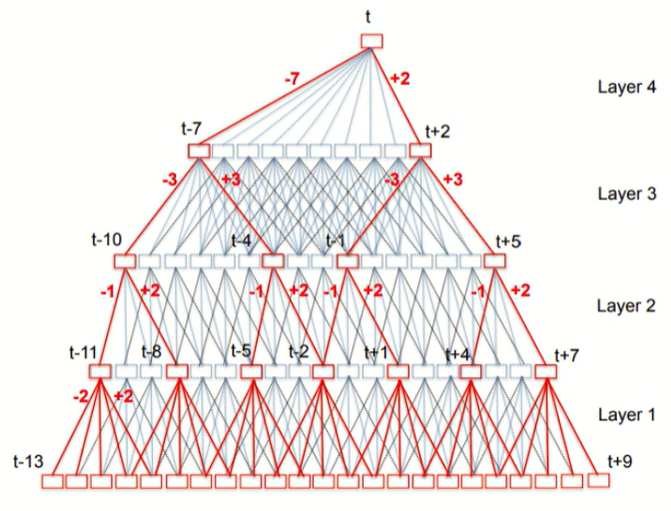 t
-7 +2
Layer 4
t-7 t+2
-3 +3 -3 +3
Layer 3
t-10 t-4 t-1 t+5
-1 +2 -1 +2 -1 +2 -1 +2
Layer 2
t-11 t-8 t-5 t-2 t+1 t+4 t+7
-2 +2
Layer 1
t-13 t+9